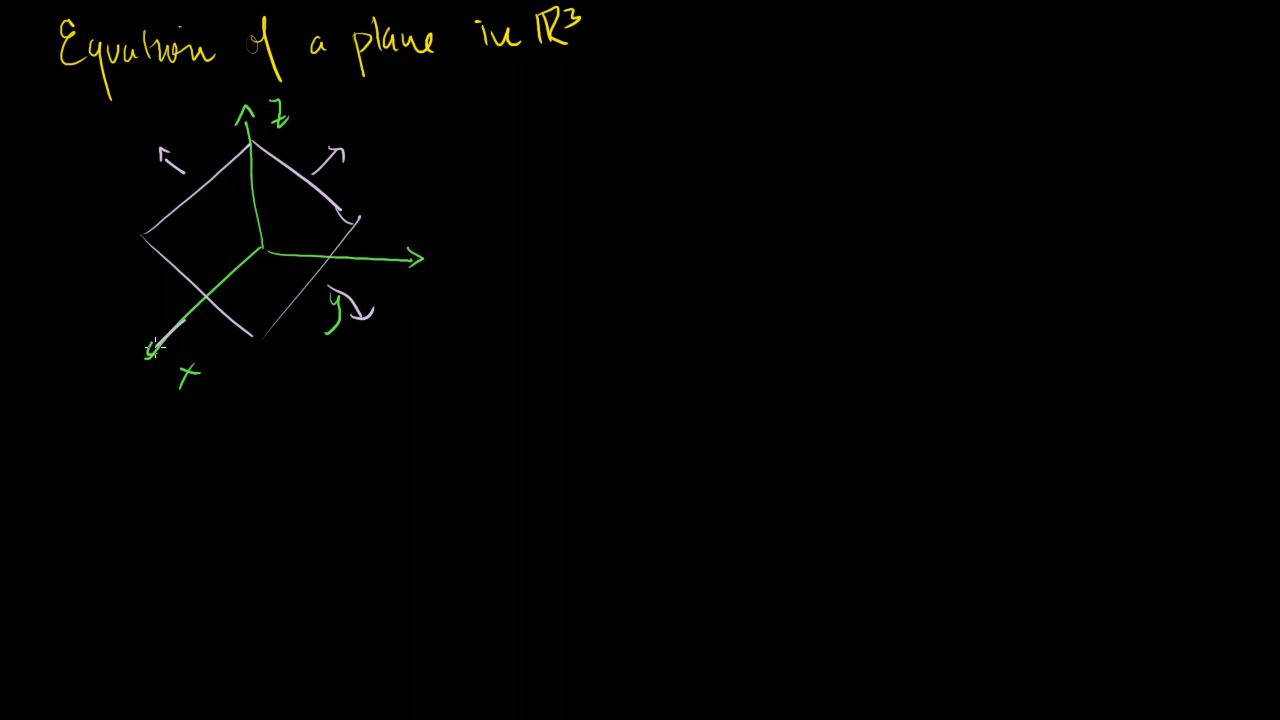 Equation of a plane in ℝ³
z
y
x